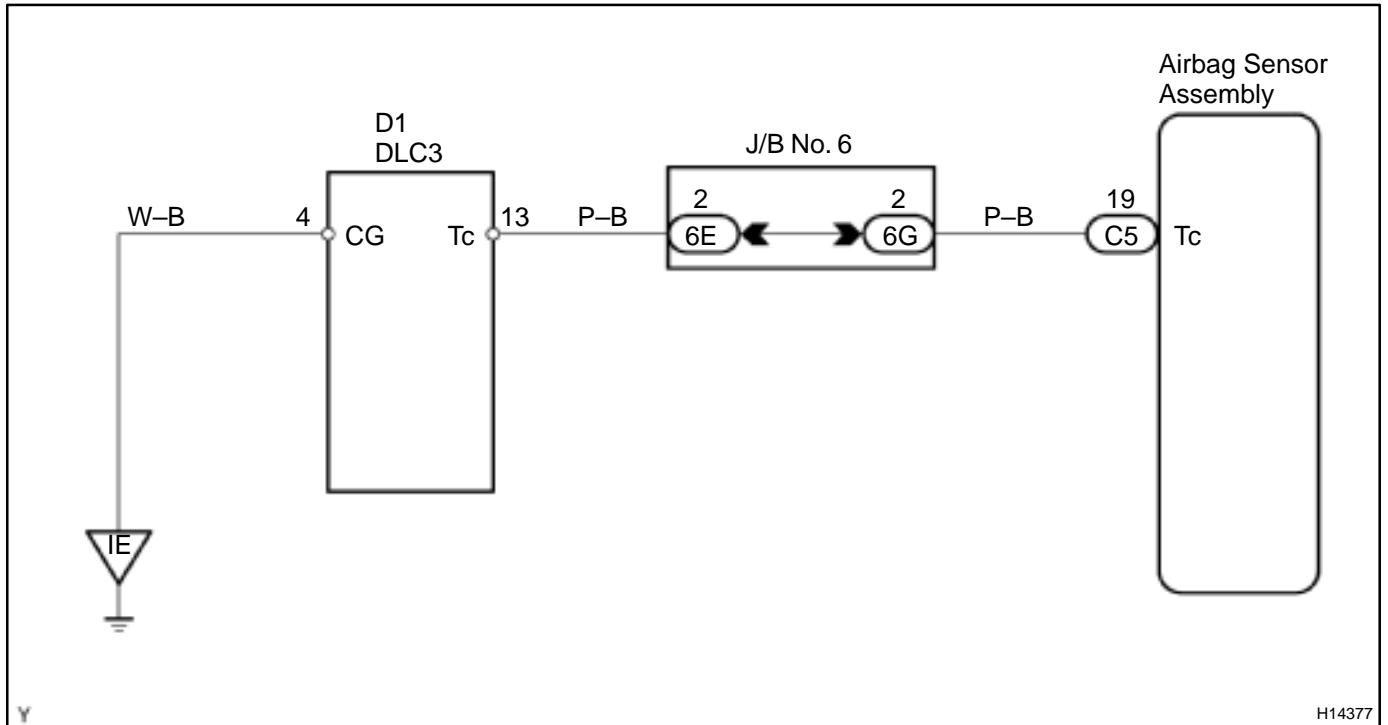 Airbag Sensor
Assembly
D1
DLC3
J/B No. 6
W–B
4
CG
Tc
13
P–B
2
6E
2
6G
P–B
19
C5
Tc
IE
Y
H14377